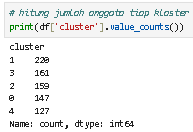 # hitung jumlah anggota tiap klaster
print(df['cluster'].value_counts())
cluster
1    220
3    161
2    159
0    147
4    127
Name: count, dtype: int64